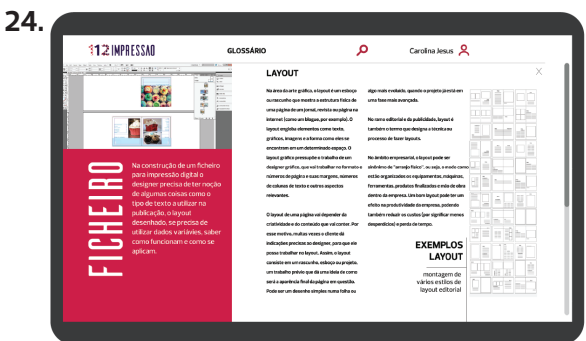 24.
112 IMPRESSAO
GLOSSÁRIO
Carolina Jesus
FICHEIRO
Na construção de um ficheiro
para impressão digital o
designer precisa de ter noção
de algumas coisas como o
tipo de texto a utilizar na
publicação, o layout
desenhado, se precisa de
utilizar dados variávies, saber
como funcionam e como se
aplicam.
LAYOUT
Na área da arte gráfica, o layout é um esboço
ou rascunho que mostra a estrutura física de
uma página de um jornal, revista ou página na
internet (como um blogue, por exemplo). O
layout engloba elementos como texto,
gráficos, imagens e a forma como eles se
encontram em um determinado espaço. O
layout gráfico pressupõe o trabalho de um
designer gráfico, que vai trabalhar no formato e
números de página e suas margens, números
de colunas de texto e outros aspectos
relevantes.
O layout de uma página vai depender da
criatividade e do conteúdo que vai conter. Por
esse motivo, muitas vezes o cliente dá
indicações precisas ao designer, para que ele
possa trabalhar no layout. Assim, o layout
consiste em um rascunho, esboço ou projeto,
um trabalho prévio que dá uma ideia de como
será a aparência final da página em questão.
Pode ser um desenho simples numa folha ou
algo mais evoluído, quando o projeto já está em
uma fase mais avançada.
No ramo editorial e da publicidade, layout é
também o termo que designa a técnica ou
processo de fazer layouts.
No âmbito empresarial, o layout pode ser
sinônimo de "arranjo físico", ou seja, o modo como
estão organizados os equipamentos, máquinas,
ferramentas, produtos finalizados e mão de obra
dentro da empresa. Um bom layout pode ter um
efeito na produtividade da empresa, podendo
também reduzir os custos (por significar menos
desperdícios) e perda de tempo.
EXEMPLOS
LAYOUT
montagem de
vários estilos de
layout editorial